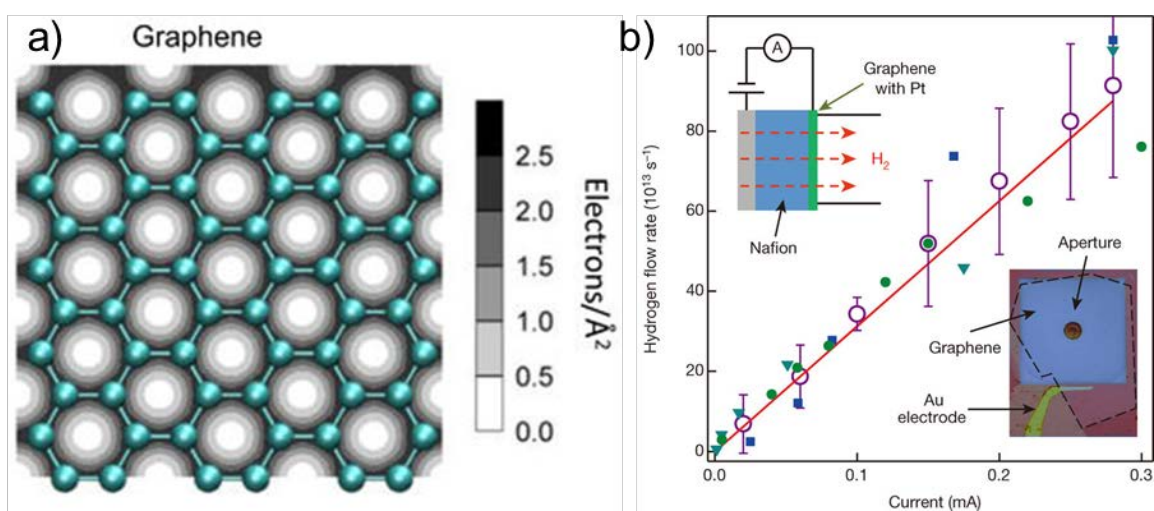 a)
Graphene
2.5
2.0
1.5
1.0
0.5
0.0
Electrons/Å²
b)
100
80
60
40
20
0
Hydrogen flow rate (10¹³ s⁻¹)
A
Graphene
with Pt
H₂
Nafion
Aperture
Graphene
Au
electrode
0.0
0.1
0.2
0.3
Current (mA)